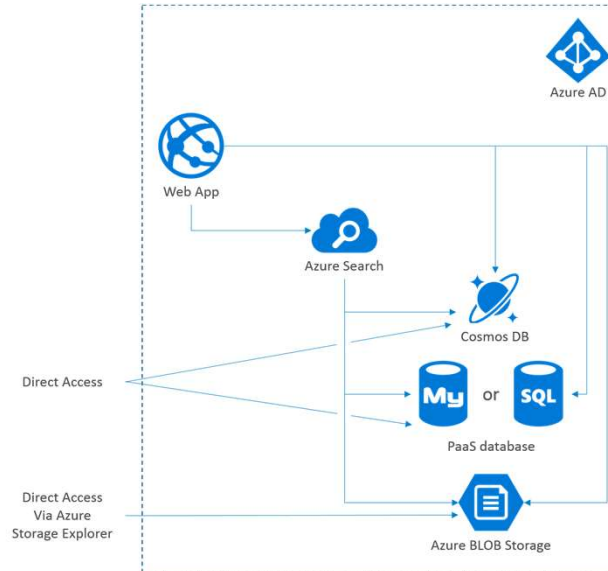 Azure AD
Web App
Azure Search
Cosmos DB
Direct Access
My
or
SQL
PaaS database
Direct Access
Via Azure
Storage Explorer
Azure BLOB Storage